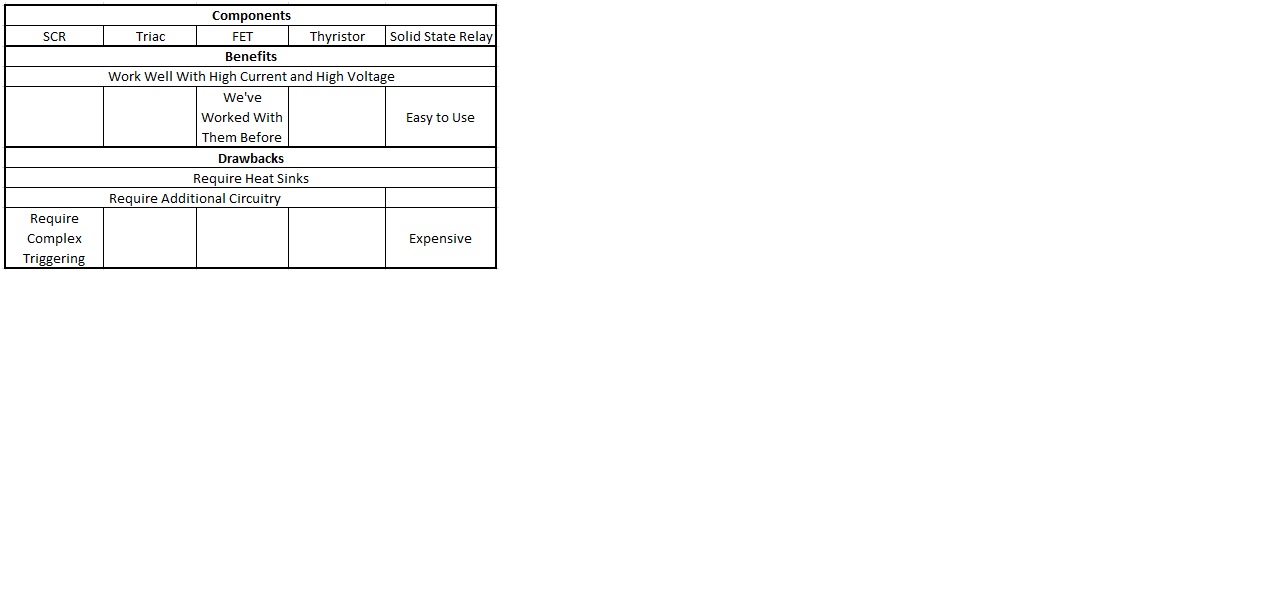 Components
SCR Triac FET Thyristor Solid State Relay
Benefits
Work Well With High Current and High Voltage
We've
Worked With
Them Before
Easy to Use
Drawbacks
Require Heat Sinks
Require Additional Circuitry
Require
Complex
Triggering
Expensive